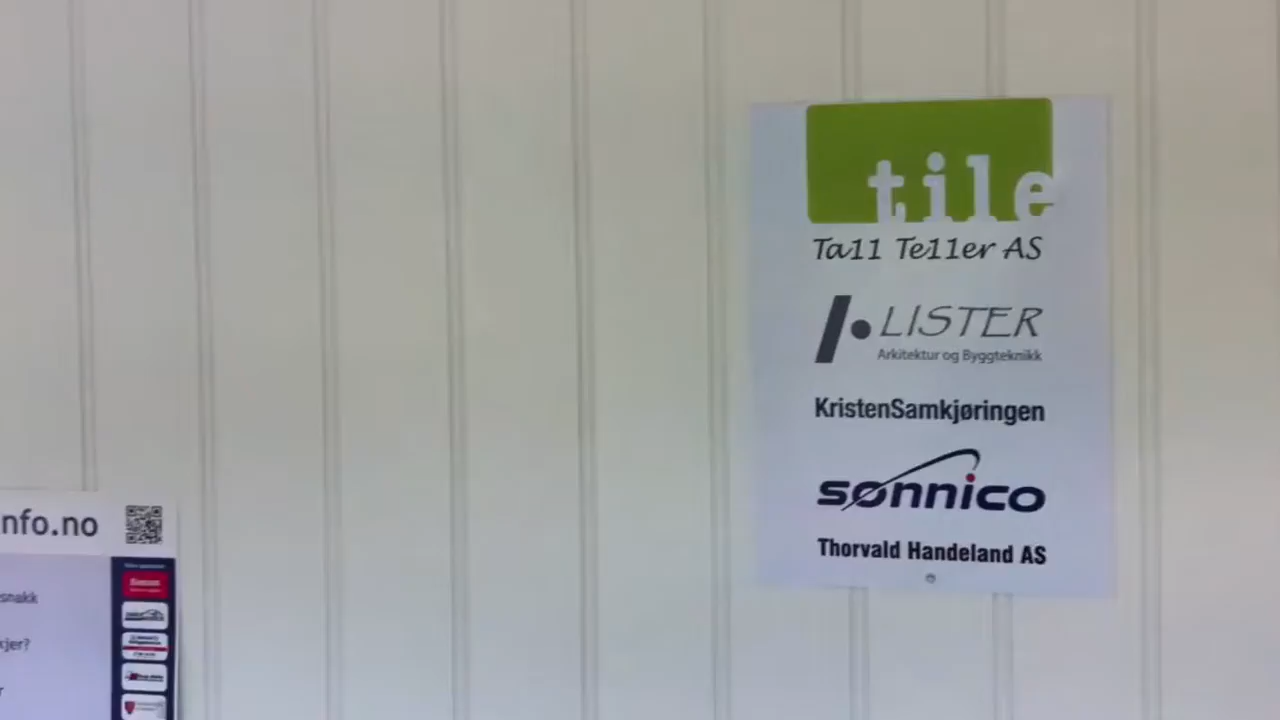 tile
Ta11 Te11er AS
LISTER
Arkitektur og Byggteknikk
KristenSamkjøringen
sønnico
Thorvald Handeland AS
nfo.no
snakk
kjer?
r